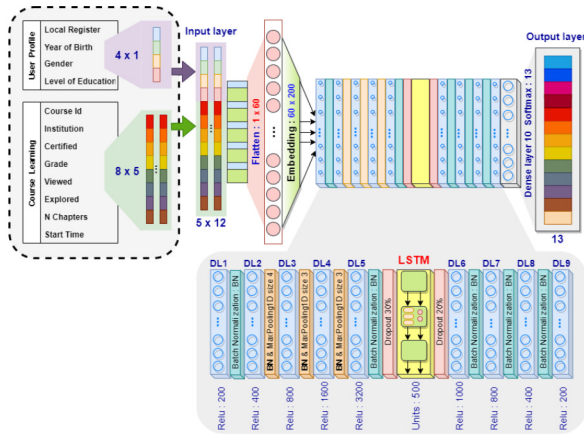 User Profile
Local Register
Year of Birth
Gender
Level of Education
4 x 1
Course Learning
Course Id
Institution
Certified
Grade
Viewed
Explored
N Chapters
Start Time
8 x 5
Input layer
5 x 12
Flatten : 1 x 60
Embedding : 60 x 200
Output layer
Dense layer 10 Softmax : 13
13
DL1
DL2
DL3
DL4
DL5
LSTM
DL6
DL7
DL8
DL9
Batch Normalization : BN
BN & MaxPooling1D size 4
BN & MaxPooling1D size 3
BN & MaxPooling1D size 3
Batch Normalization : BN
Dropout 30%
Dropout 20%
Batch Normalization : BN
Batch Normalization : BN
Batch Normalization : BN
Relu : 200
Relu : 400
Relu : 800
Relu : 1600
Relu : 3200
Units : 500
Relu : 1000
Relu : 800
Relu : 400
Relu : 200